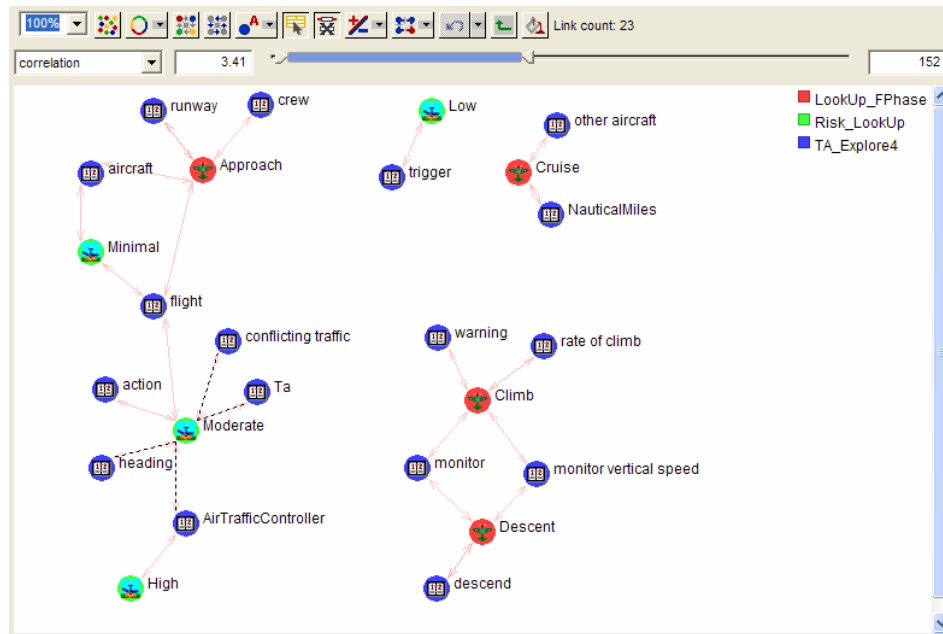 100% Link count: 23
correlation 3.41 152
LookUp_FPhase
Risk_LookUp
TA_Explore4
runway
crew
Low
other aircraft
aircraft
Approach
trigger
Cruise
NauticalMiles
Minimal
flight
conflicting traffic
warning
rate of climb
action
Ta
Climb
Moderate
heading
monitor
monitor vertical speed
AirTrafficController
Descent
High
descend